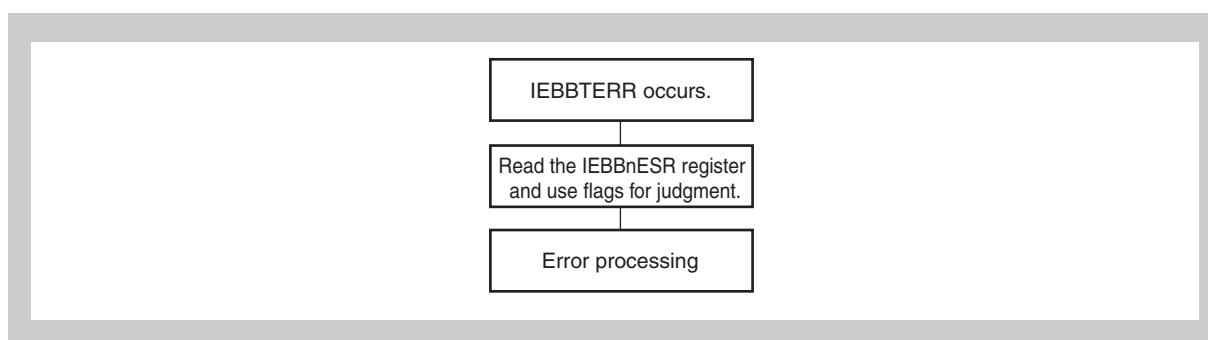 IEBBTERR occurs.
Read the IEBBnESR register
and use flags for judgment.
Error processing